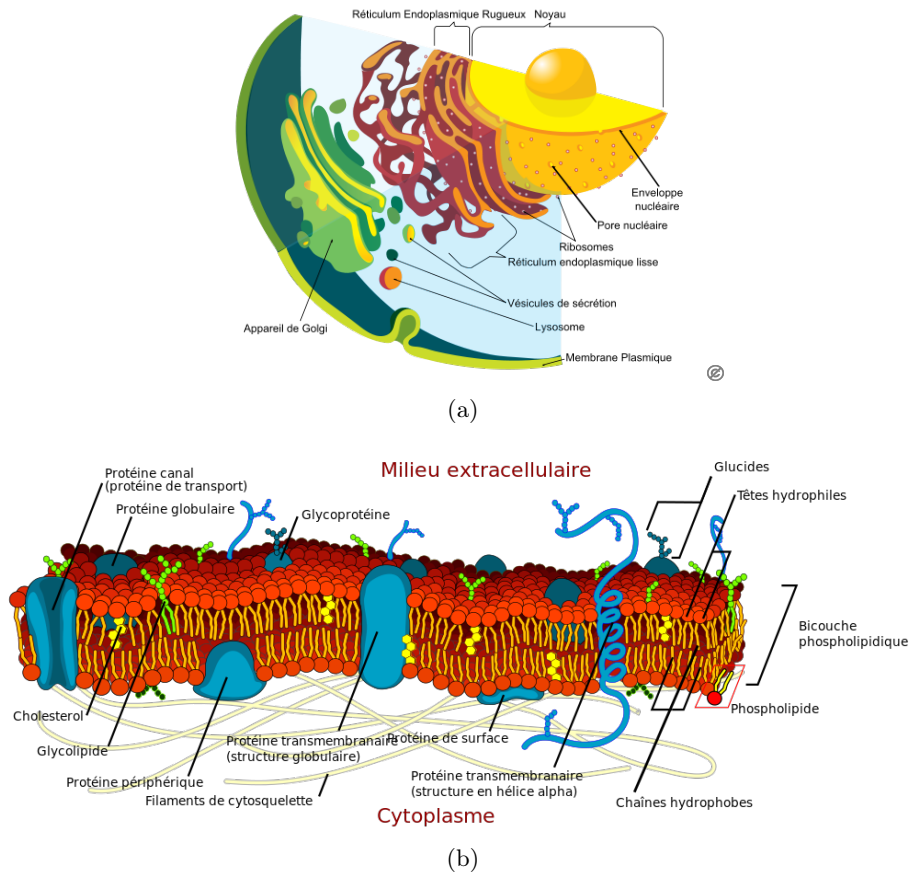 Réticulum Endoplasmique Rugueux Noyau
Enveloppe
nucléaire
Pore nucléaire
Ribosomes
Réticulum endoplasmique lisse
Vésicules de sécrétion
Lysosome
Appareil de Golgi
Membrane Plasmique
(a)
Milieu extracellulaire
Protéine canal
(protéine de transport)
Protéine globulaire
Glycoprotéine
Glucides
Têtes hydrophiles
Bicouche
phospholipidique
Phospholipide
Cholesterol
Glycolipide
Protéine périphérique
Protéine transmembranaire
(structure globulaire)
Filaments de cytosquelette
Protéine de surface
Protéine transmembranaire
(structure en hélice alpha)
Chaînes hydrophobes
Cytoplasme
(b)